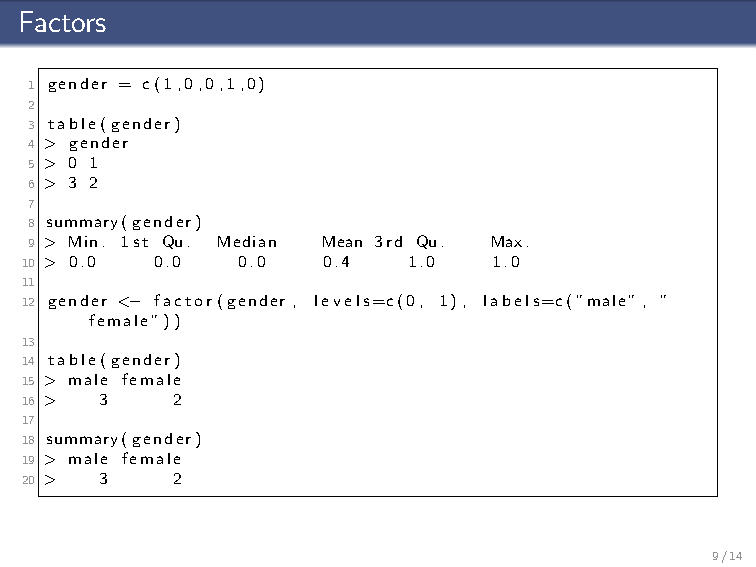 Factors
1 gender = c(1,0,0,1,0)
2
3 table(gender)
4 > gender
5 > 0 1
6 > 3 2
7
8 summary(gender)
9 > Min. 1st Qu. Median Mean 3rd Qu. Max.
10 > 0.0 0.0 0.0 0.4 1.0 1.0
11
12 gender <- factor(gender, levels=c(0, 1), labels=c("male", "
female"))
13
14 table(gender)
15 > male female
16 > 3 2
17
18 summary(gender)
19 > male female
20 > 3 2
9 / 14